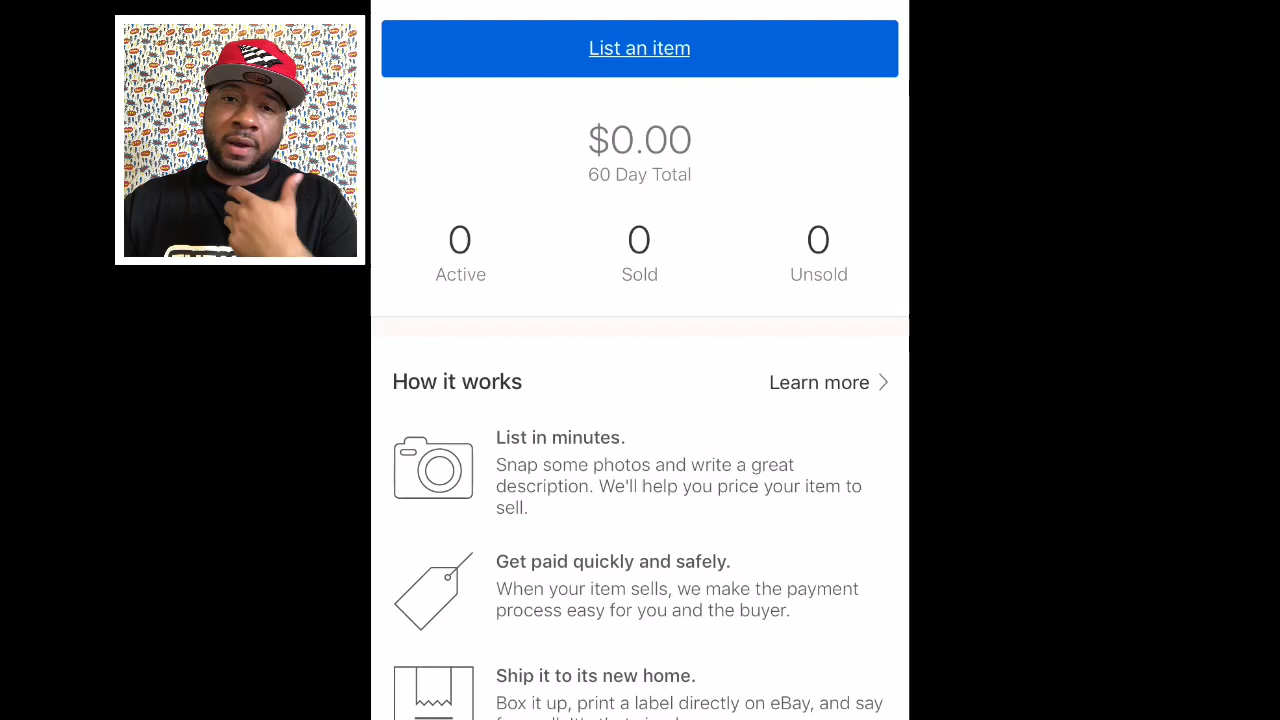 List an item
$0.00
60 Day Total
0 0 0
Active Sold Unsold
How it works Learn more
List in minutes.
Snap some photos and write a great
description. We'll help you price your item to
sell.
Get paid quickly and safely.
When your item sells, we make the payment
process easy for you and the buyer.
Ship it to its new home.
Box it up, print a label directly on eBay, and say